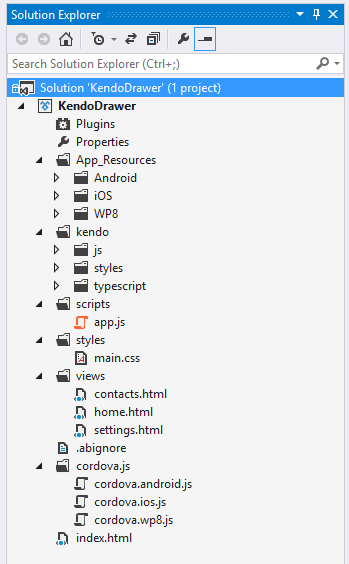 Solution Explorer
Search Solution Explorer (Ctrl+;)
Solution 'KendoDrawer' (1 project)
KendoDrawer
Plugins
Properties
App_Resources
Android
iOS
WP8
kendo
js
styles
typescript
scripts
app.js
styles
main.css
views
contacts.html
home.html
settings.html
.abignore
cordova.js
cordova.android.js
cordova.ios.js
cordova.wp8.js
index.html